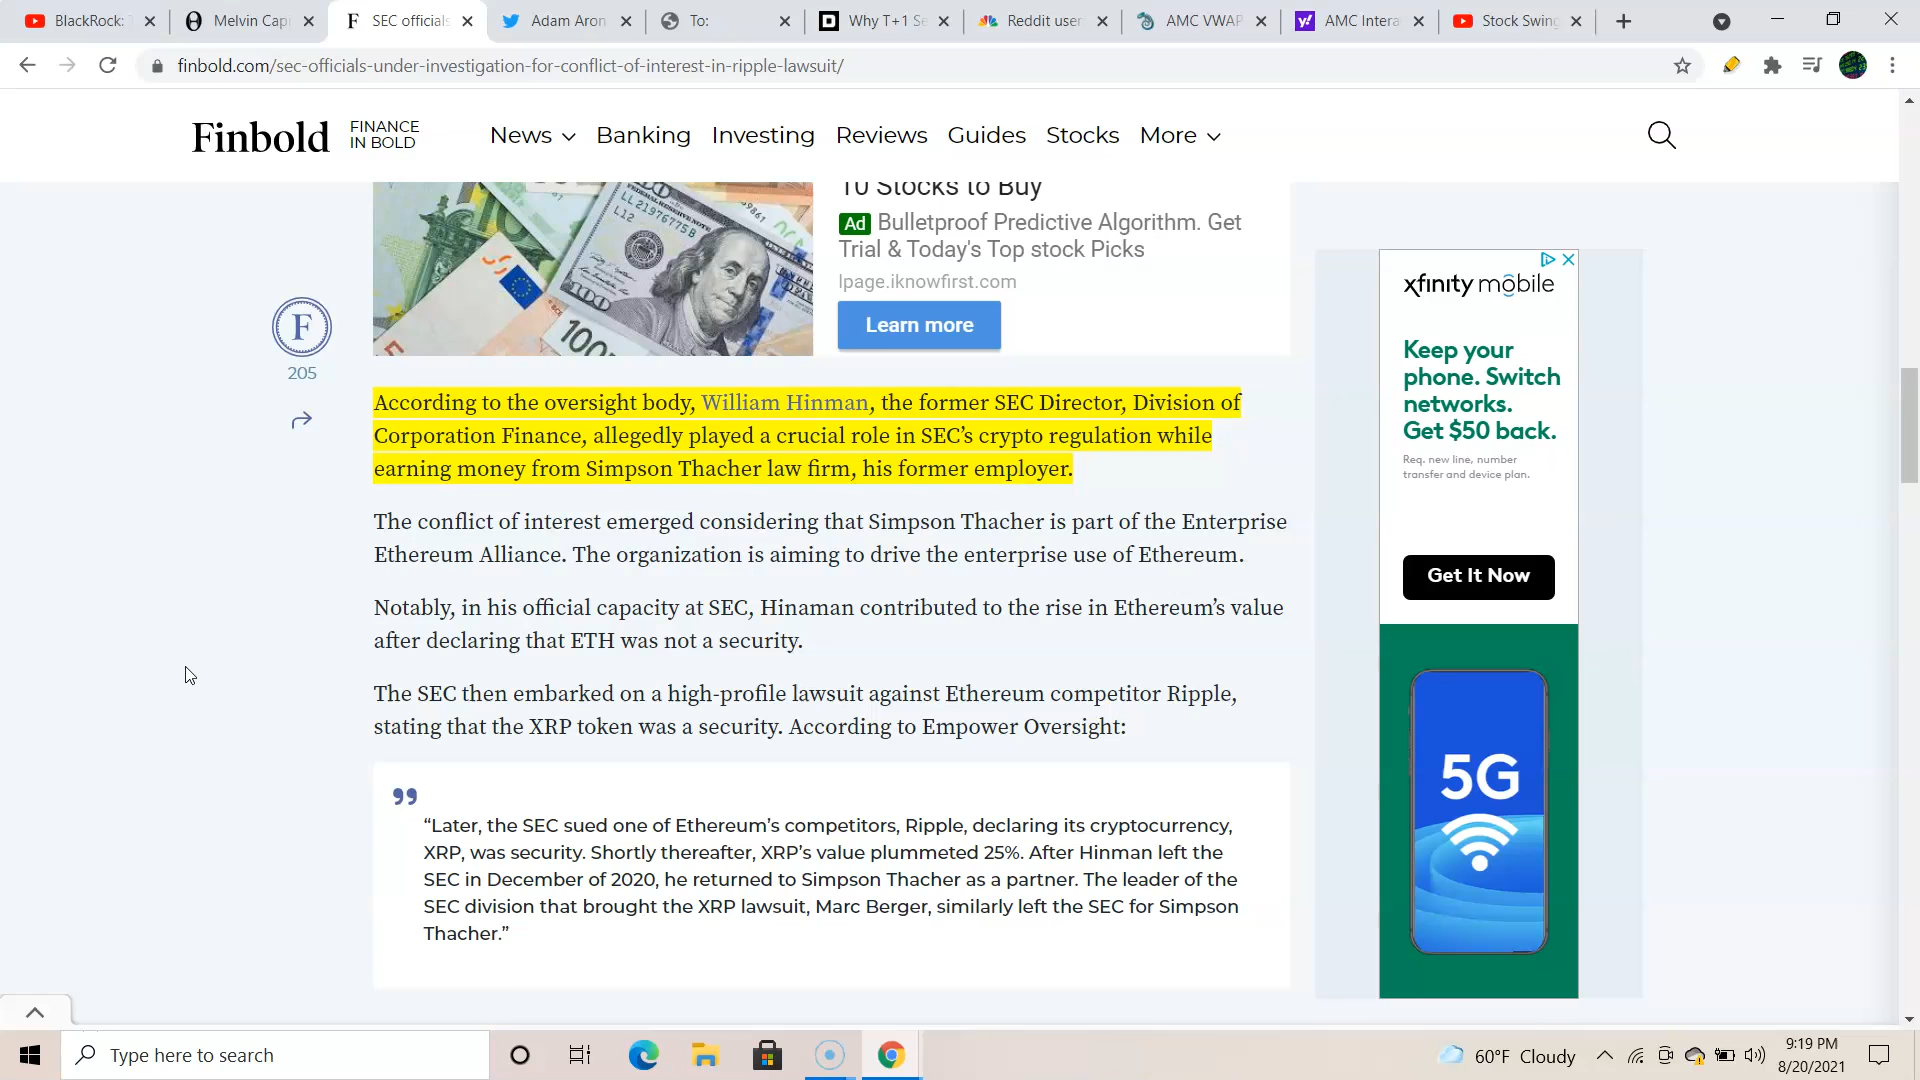 BlackRock:
Melvin Cap
SEC officials
Adam Aron
To:
Why T+1 Se
Reddit user
AMC VWAP
AMC Intera
Stock Swing
finbold.com/sec-officials-under-investigation-for-conflict-of-interest-in-ripple-lawsuit/
Finbold
FINANCE
IN BOLD
News
Banking
Investing
Reviews
Guides
Stocks
More
10 Stocks to Buy
Ad Bulletproof Predictive Algorithm. Get
Trial & Today's Top stock Picks
lpage.iknowfirst.com
Learn more
F
205
According to the oversight body, William Hinman, the former SEC Director, Division of
Corporation Finance, allegedly played a crucial role in SEC’s crypto regulation while
earning money from Simpson Thacher law firm, his former employer.
The conflict of interest emerged considering that Simpson Thacher is part of the Enterprise
Ethereum Alliance. The organization is aiming to drive the enterprise use of Ethereum.
Notably, in his official capacity at SEC, Hinaman contributed to the rise in Ethereum’s value
after declaring that ETH was not a security.
The SEC then embarked on a high-profile lawsuit against Ethereum competitor Ripple,
stating that the XRP token was a security. According to Empower Oversight:
“Later, the SEC sued one of Ethereum’s competitors, Ripple, declaring its cryptocurrency,
XRP, was security. Shortly thereafter, XRP’s value plummeted 25%. After Hinman left the
SEC in December of 2020, he returned to Simpson Thacher as a partner. The leader of the
SEC division that brought the XRP lawsuit, Marc Berger, similarly left the SEC for Simpson
Thacher.”
xfinity mobile
Keep your
phone. Switch
networks.
Get $50 back.
Req. new line, number
transfer and device plan.
Get It Now
5G
Type here to search
60°F Cloudy
9:19 PM
8/20/2021